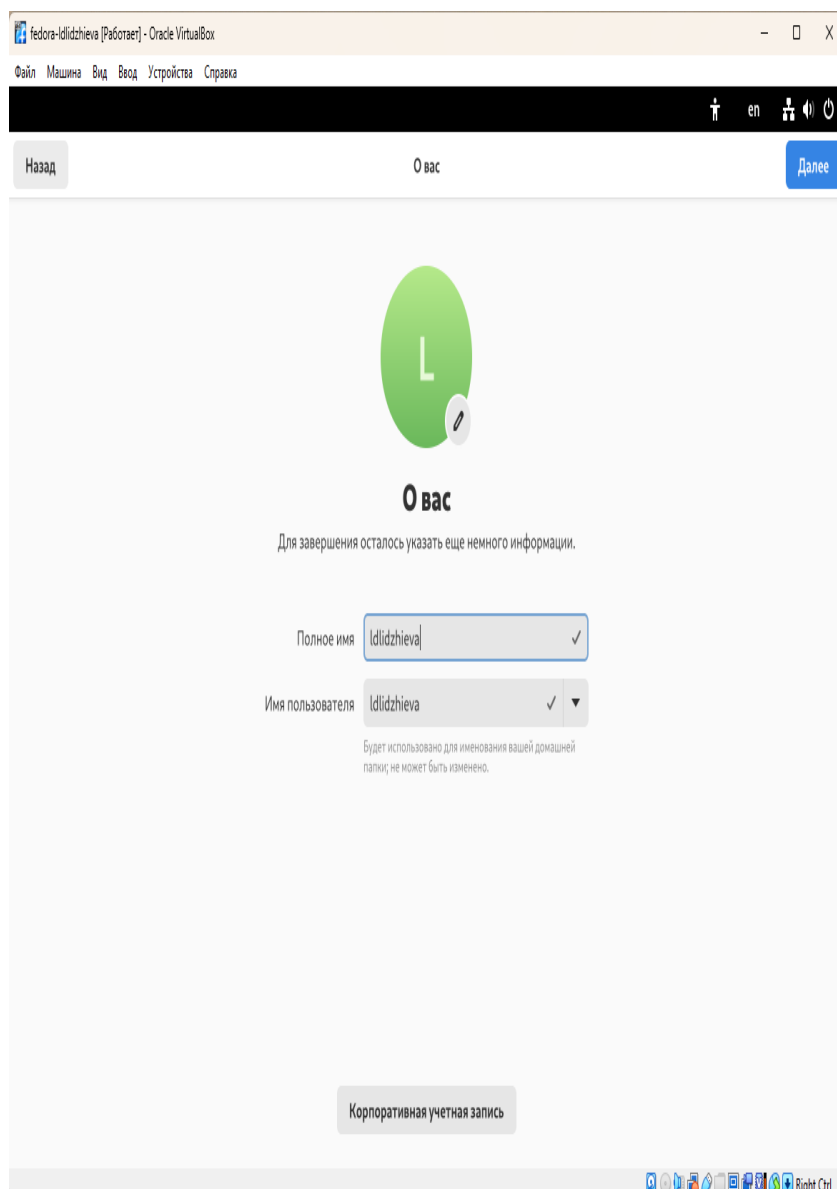 fedora-ldlidzhieva [Работает] - Oracle VirtualBox
Файл Машина Вид Ввод Устройства Справка
en
Назад
О вас
Далее
L
О вас
Для завершения осталось указать еще немного информации.
Полное имя ldlidzhieva
Имя пользователя ldlidzhieva
Будет использовано для именования вашей домашней
папки; не может быть изменено.
Корпоративная учетная запись
Right Ctrl